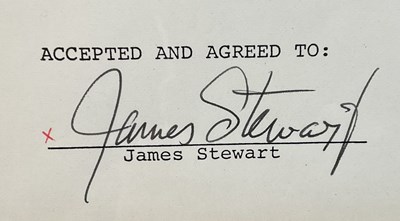 ACCEPTED AND AGREED TO:
x James Stewart
James Stewart